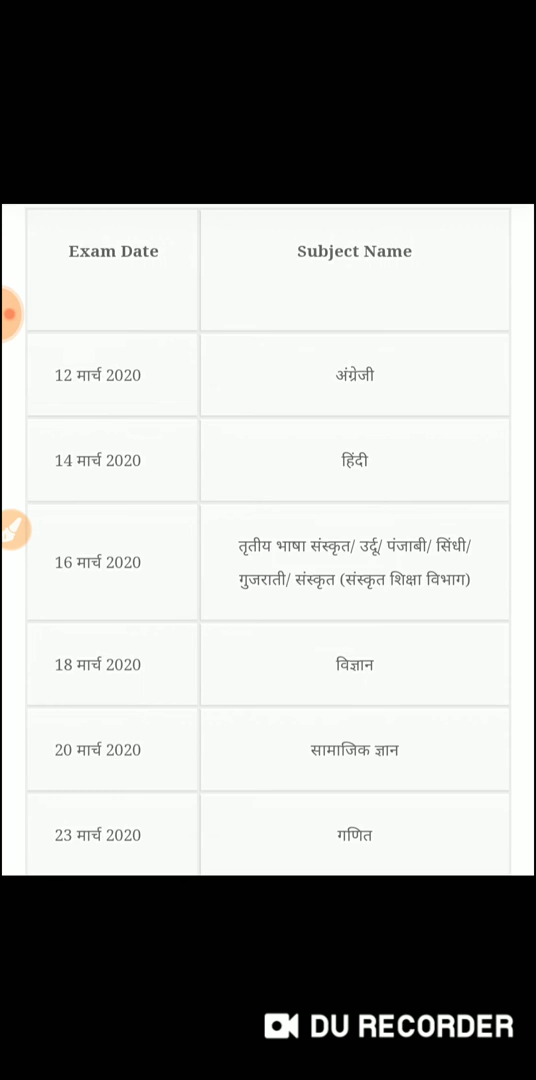 Exam Date Subject Name
12 मार्च 2020 अंग्रेजी
14 मार्च 2020 हिंदी
तृतीय भाषा संस्कृत/ उर्दू/ पंजाबी/ सिंधी/
16 मार्च 2020
गुजराती/ संस्कृत (संस्कृत शिक्षा विभाग)
18 मार्च 2020 विज्ञान
20 मार्च 2020 सामाजिक ज्ञान
23 मार्च 2020 गणित
DU RECORDER